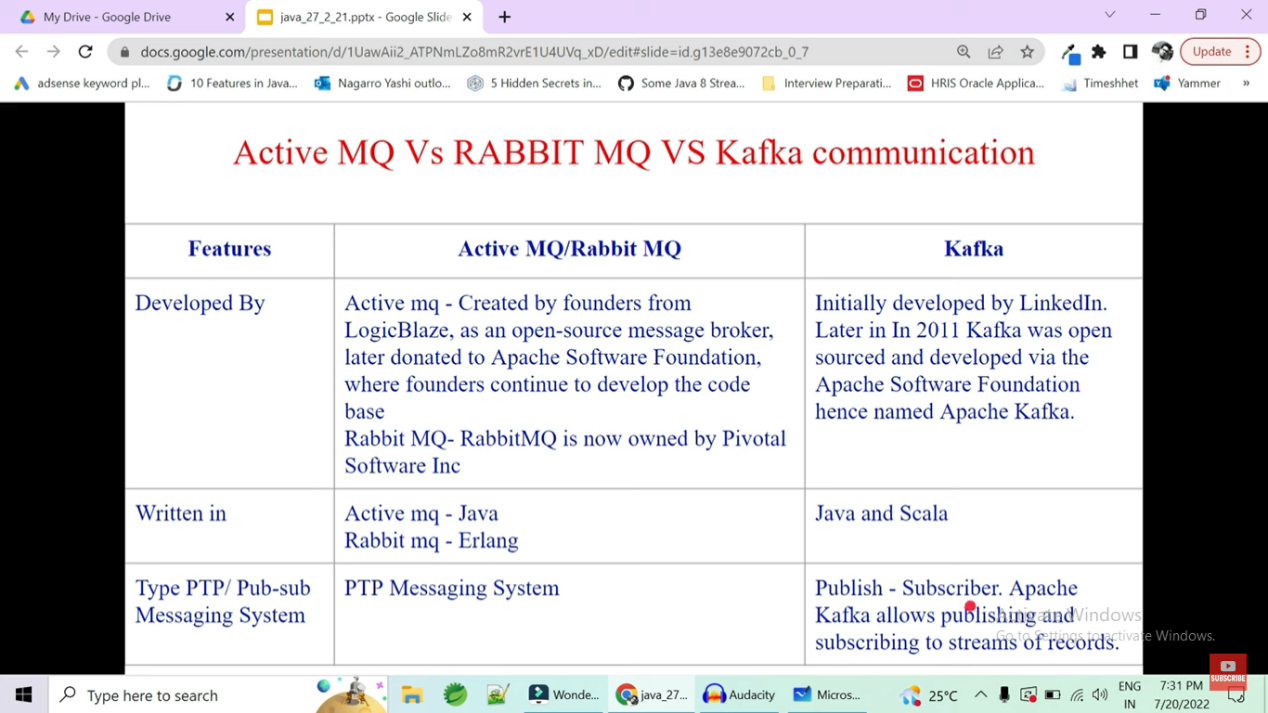 My Drive - Google Drive
java_27_2_21.pptx - Google Slide
docs.google.com/presentation/d/1UawAii2_ATPNmLZo8mR2vrE1U4UVq_xD/edit#slide=id.g13e8e9072cb_0_7
Update
adsense keyword pl...
10 Features in Java...
Nagarro Yashi outlo...
5 Hidden Secrets in...
Some Java 8 Strea...
Interview Preparati...
HRIS Oracle Applica...
Timeshhet
Yammer
Active MQ Vs RABBIT MQ VS Kafka communication
Features
Active MQ/Rabbit MQ
Kafka
Developed By
Active mq - Created by founders from
LogicBlaze, as an open-source message broker,
later donated to Apache Software Foundation,
where founders continue to develop the code
base
Rabbit MQ- RabbitMQ is now owned by Pivotal
Software Inc
Initially developed by LinkedIn.
Later in In 2011 Kafka was open
sourced and developed via the
Apache Software Foundation
hence named Apache Kafka.
Written in
Active mq - Java
Rabbit mq - Erlang
Java and Scala
Type PTP/ Pub-sub
Messaging System
PTP Messaging System
Publish - Subscriber. Apache
Kafka allows publishing and
subscribing to streams of records.
Activate Windows
Go to Settings to activate Windows.
SUBSCRIBE
Type here to search
Wonde...
java_27...
Audacity
Micros...
25°C
ENG
IN
7:31 PM
7/20/2022